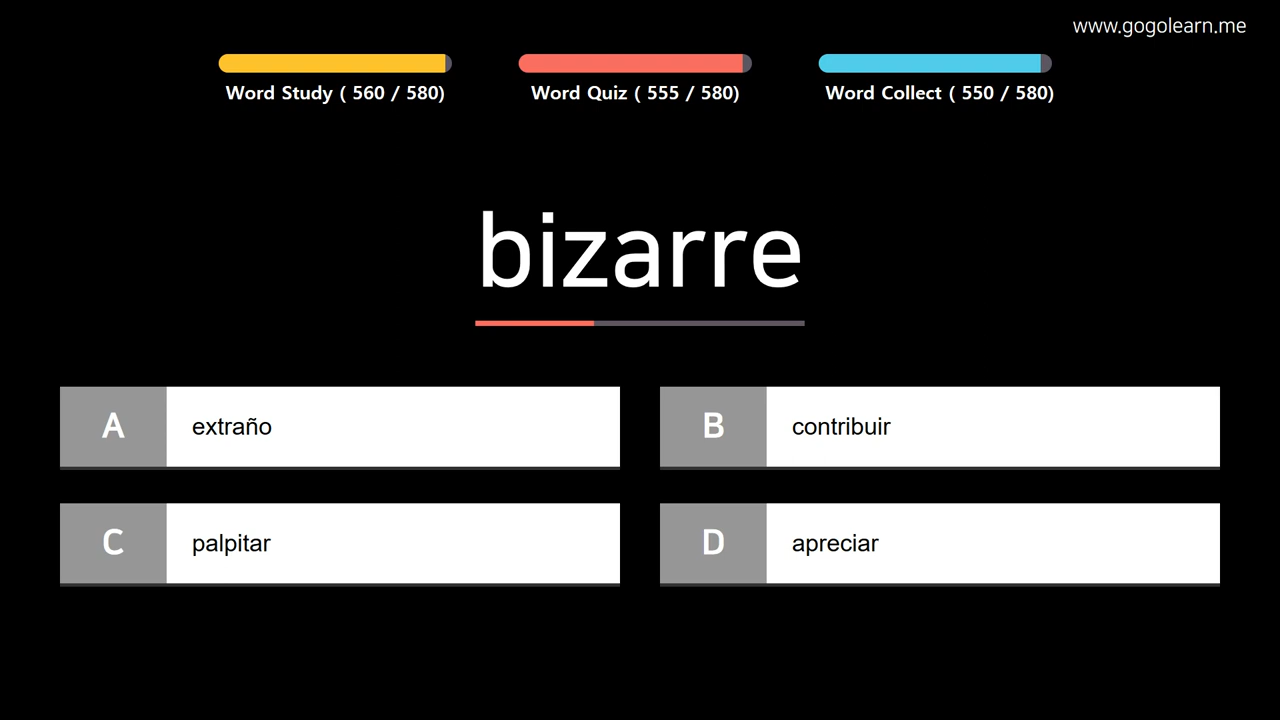 www.gogolearn.me
Word Study ( 560 / 580)
Word Quiz ( 555 / 580)
Word Collect ( 550 / 580)
bizarre
A extraño
B contribuir
C palpitar
D apreciar